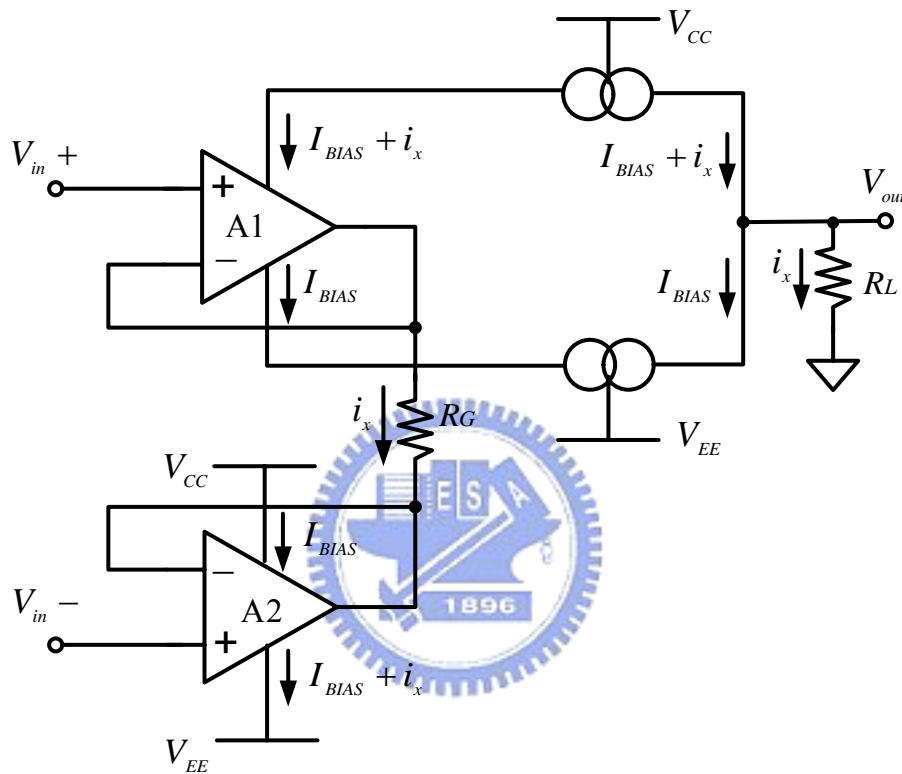 V_CC
I_BIAS + i_x
I_BIAS + i_x
V_in +
+
A1
−
V_out
I_BIAS
I_BIAS
i_x
R_L
i_x
R_G
V_EE
V_CC
E S A
I_BIAS
−
A2
+
V_in −
1896
I_BIAS + i_x
V_EE